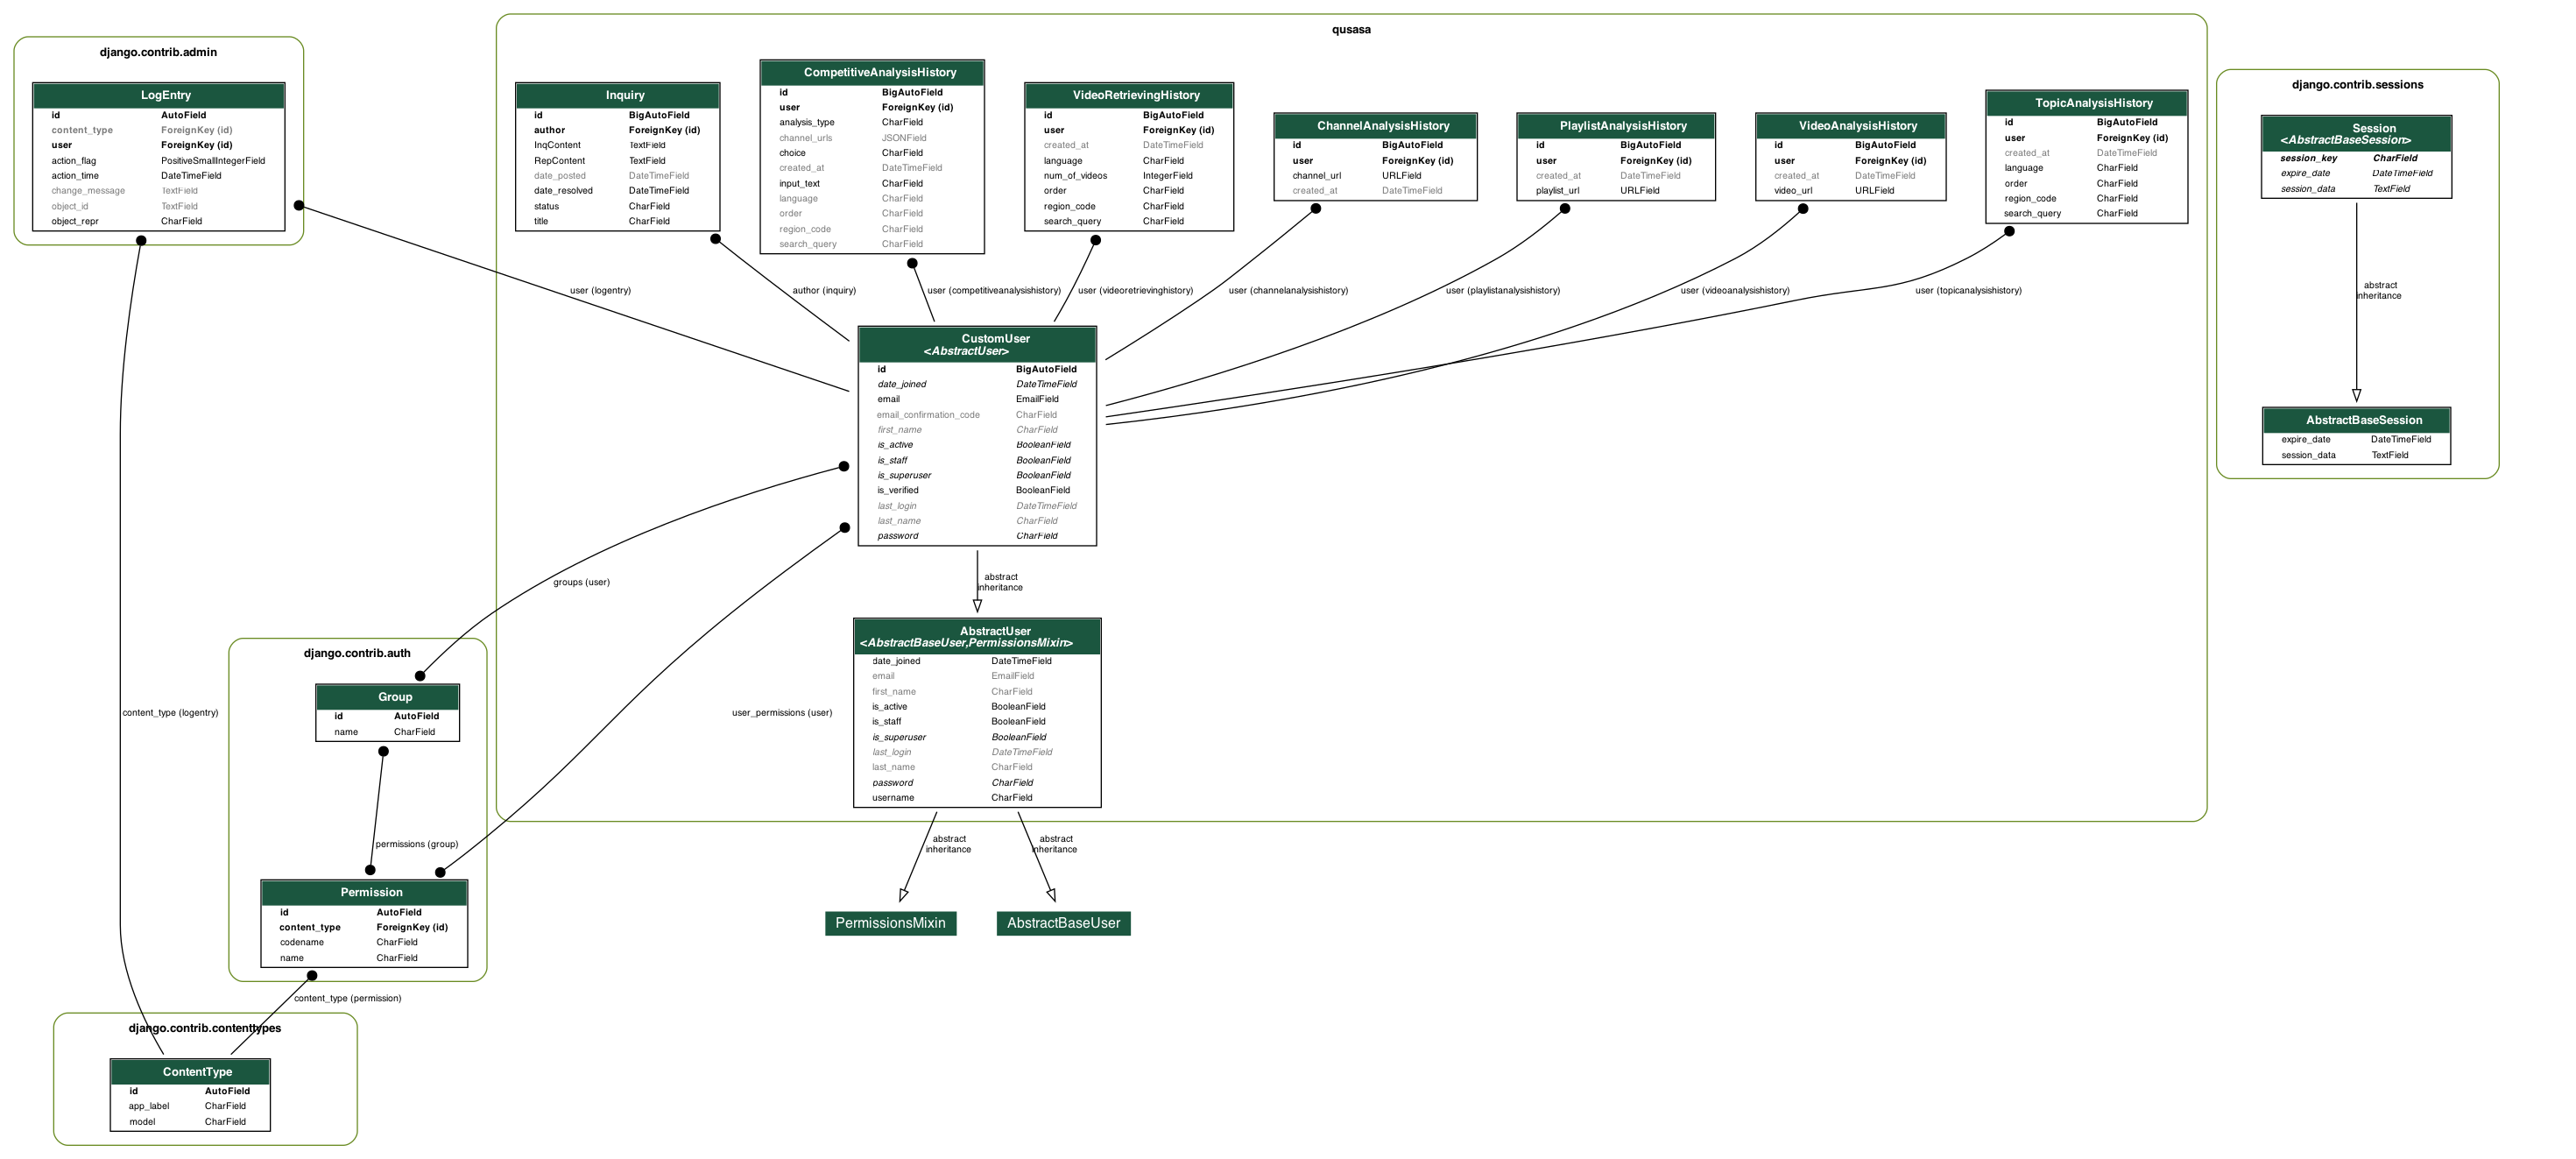 qusasa
django.contrib.admin
LogEntry
id AutoField
content_type ForeignKey (id)
user ForeignKey (id)
action_flag PositiveSmallIntegerField
action_time DateTimeField
change_message TextField
object_id TextField
object_repr CharField
Inquiry
id BigAutoField
author ForeignKey (id)
InqContent TextField
RepContent TextField
date_posted DateTimeField
date_resolved DateTimeField
status CharField
title CharField
CompetitiveAnalysisHistory
id BigAutoField
user ForeignKey (id)
analysis_type CharField
channel_urls JSONField
choice CharField
created_at DateTimeField
input_text CharField
language CharField
order CharField
region_code CharField
search_query CharField
VideoRetrievingHistory
id BigAutoField
user ForeignKey (id)
created_at DateTimeField
language CharField
num_of_videos IntegerField
order CharField
region_code CharField
search_query CharField
ChannelAnalysisHistory
id BigAutoField
user ForeignKey (id)
channel_url URLField
created_at DateTimeField
PlaylistAnalysisHistory
id BigAutoField
user ForeignKey (id)
created_at DateTimeField
playlist_url URLField
VideoAnalysisHistory
id BigAutoField
user ForeignKey (id)
created_at DateTimeField
video_url URLField
TopicAnalysisHistory
id BigAutoField
user ForeignKey (id)
created_at DateTimeField
language CharField
order CharField
region_code CharField
search_query CharField
django.contrib.sessions
Session
<AbstractBaseSession>
session_key CharField
expire_date DateTimeField
session_data TextField
user (logentry)
author (inquiry)
user (competitiveanalysishistory)
user (videoretrievinghistory)
user (channelanalysishistory)
user (playlistanalysishistory)
user (videoanalysishistory)
user (topicanalysishistory)
abstract
inheritance
CustomUser
<AbstractUser>
id BigAutoField
date_joined DateTimeField
email EmailField
email_confirmation_code CharField
first_name CharField
is_active BooleanField
is_staff BooleanField
is_superuser BooleanField
is_verified BooleanField
last_login DateTimeField
last_name CharField
password CharField
AbstractBaseSession
expire_date DateTimeField
session_data TextField
groups (user)
abstract
inheritance
AbstractUser
<AbstractBaseUser,PermissionsMixin>
date_joined DateTimeField
email EmailField
first_name CharField
is_active BooleanField
is_staff BooleanField
is_superuser BooleanField
last_login DateTimeField
last_name CharField
password CharField
username CharField
django.contrib.auth
Group
id AutoField
name CharField
content_type (logentry)
user_permissions (user)
permissions (group)
abstract
inheritance
abstract
inheritance
Permission
id AutoField
content_type ForeignKey (id)
codename CharField
name CharField
PermissionsMixin
AbstractBaseUser
content_type (permission)
django.contrib.contenttypes
ContentType
id AutoField
app_label CharField
model CharField